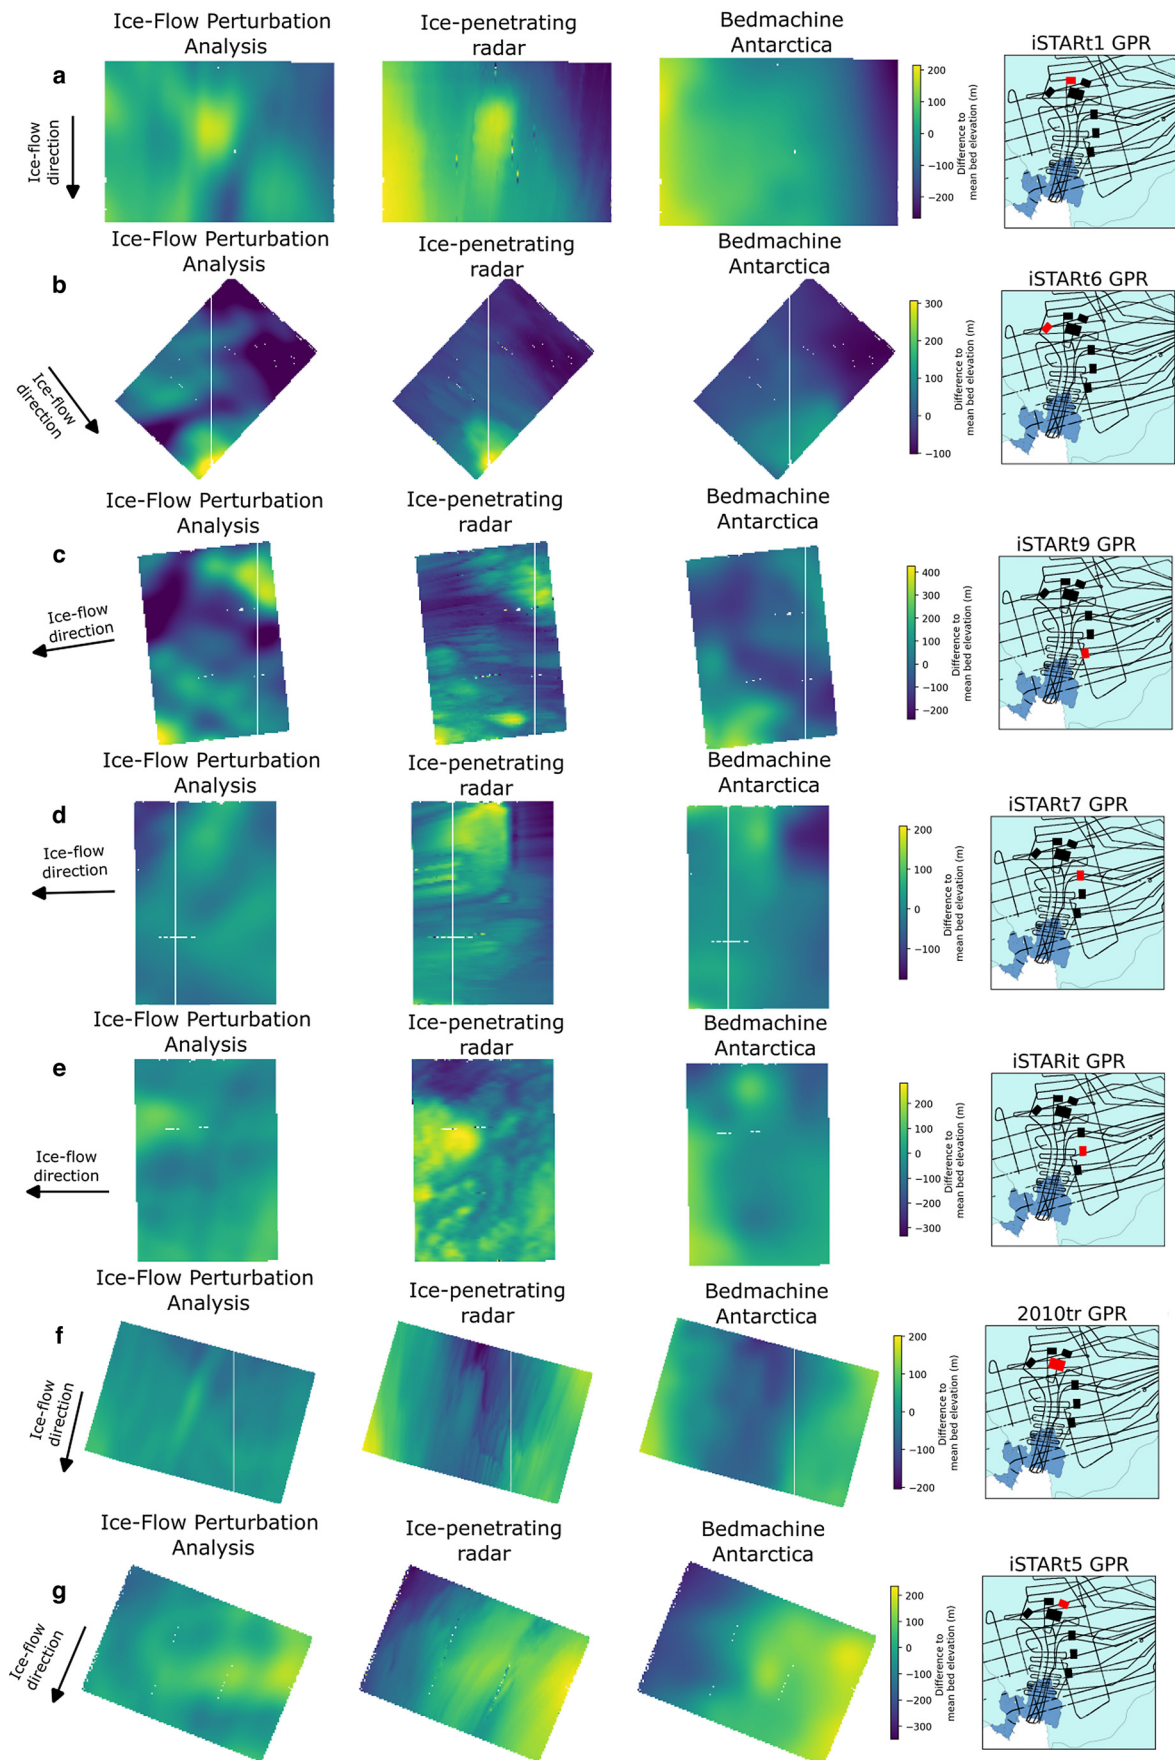 Ice-Flow Perturbation
Analysis
Ice-penetrating
radar
Bedmachine
Antarctica
iSTARt1 GPR
a
Ice-flow
direction
200
100
0
−100
−200
Difference to
mean bed elevation (m)
Ice-Flow Perturbation
Analysis
Ice-penetrating
radar
Bedmachine
Antarctica
iSTARt6 GPR
b
Ice-flow
direction
300
200
100
0
−100
Difference to
mean bed elevation (m)
Ice-Flow Perturbation
Analysis
Ice-penetrating
radar
Bedmachine
Antarctica
iSTARt9 GPR
c
Ice-flow
direction
400
300
200
100
0
−100
−200
Difference to
mean bed elevation (m)
Ice-Flow Perturbation
Analysis
Ice-penetrating
radar
Bedmachine
Antarctica
iSTARt7 GPR
d
Ice-flow
direction
200
100
0
−100
Difference to
mean bed elevation (m)
Ice-Flow Perturbation
Analysis
Ice-penetrating
radar
Bedmachine
Antarctica
iSTARit GPR
e
Ice-flow
direction
200
100
0
−100
−200
−300
Difference to
mean bed elevation (m)
Ice-Flow Perturbation
Analysis
Ice-penetrating
radar
Bedmachine
Antarctica
2010tr GPR
f
Ice-flow
direction
200
100
0
−100
−200
Difference to
mean bed elevation (m)
Ice-Flow Perturbation
Analysis
Ice-penetrating
radar
Bedmachine
Antarctica
iSTARt5 GPR
g
Ice-flow
direction
200
100
0
−100
−200
−300
Difference to
mean bed elevation (m)